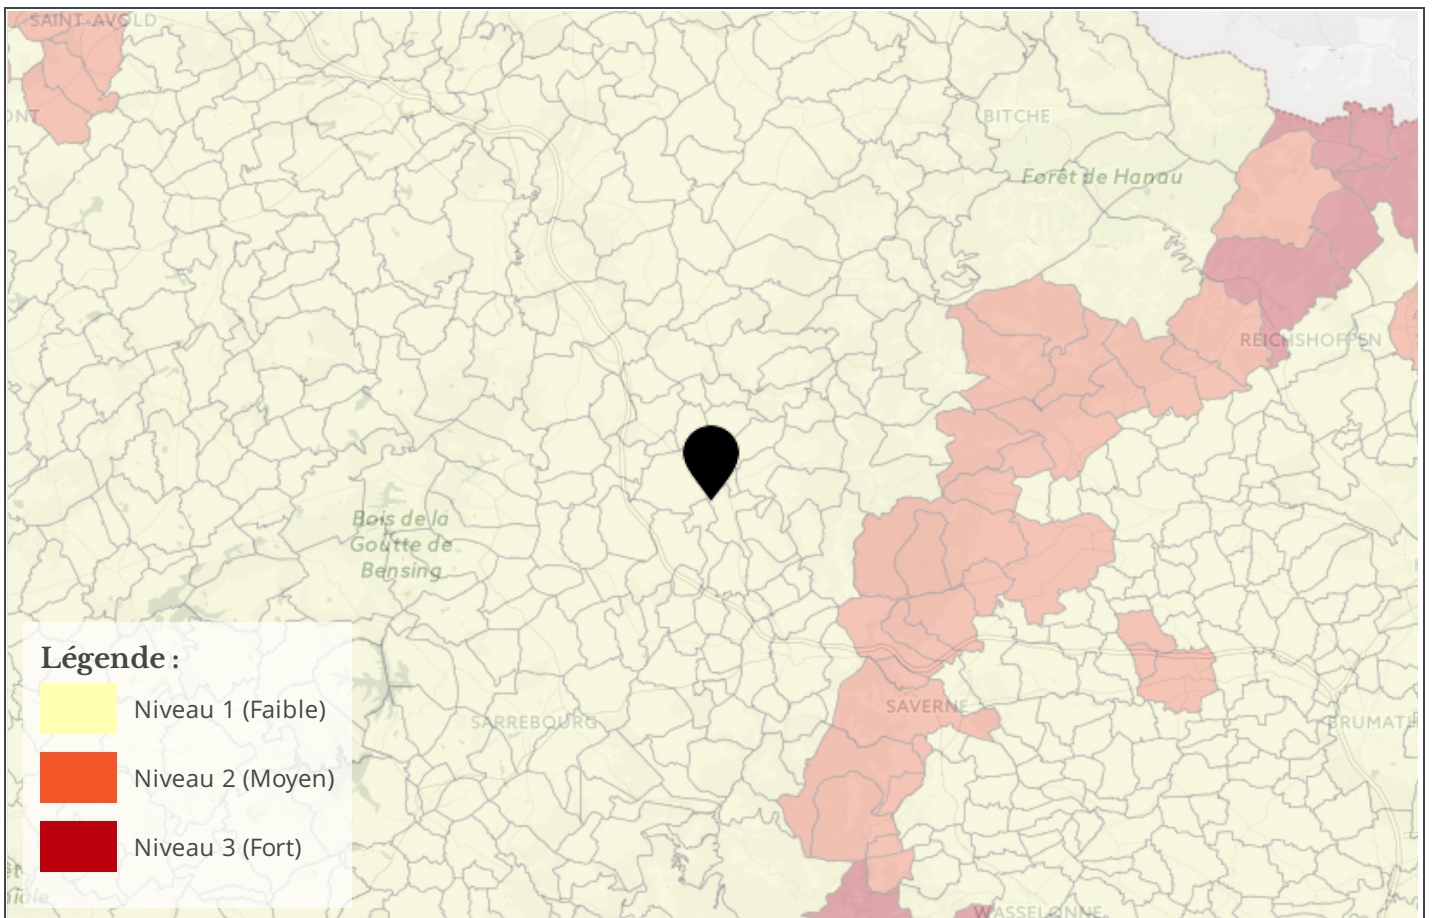 SAINT-AVOLD
ONT
BITCHE
Forêt de Hanau
REICHSHOFFEN
Bois de la
Goutte de
Bensing
Légende :
Niveau 1 (Faible)
Niveau 2 (Moyen)
Niveau 3 (Fort)
SARREBOURG
SAVERNE
BRUMATH
WASSELONNE